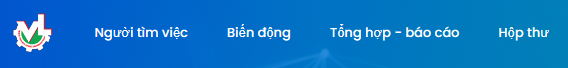 Người tìm việc Biến động Tổng hợp - báo cáo Hộp thư